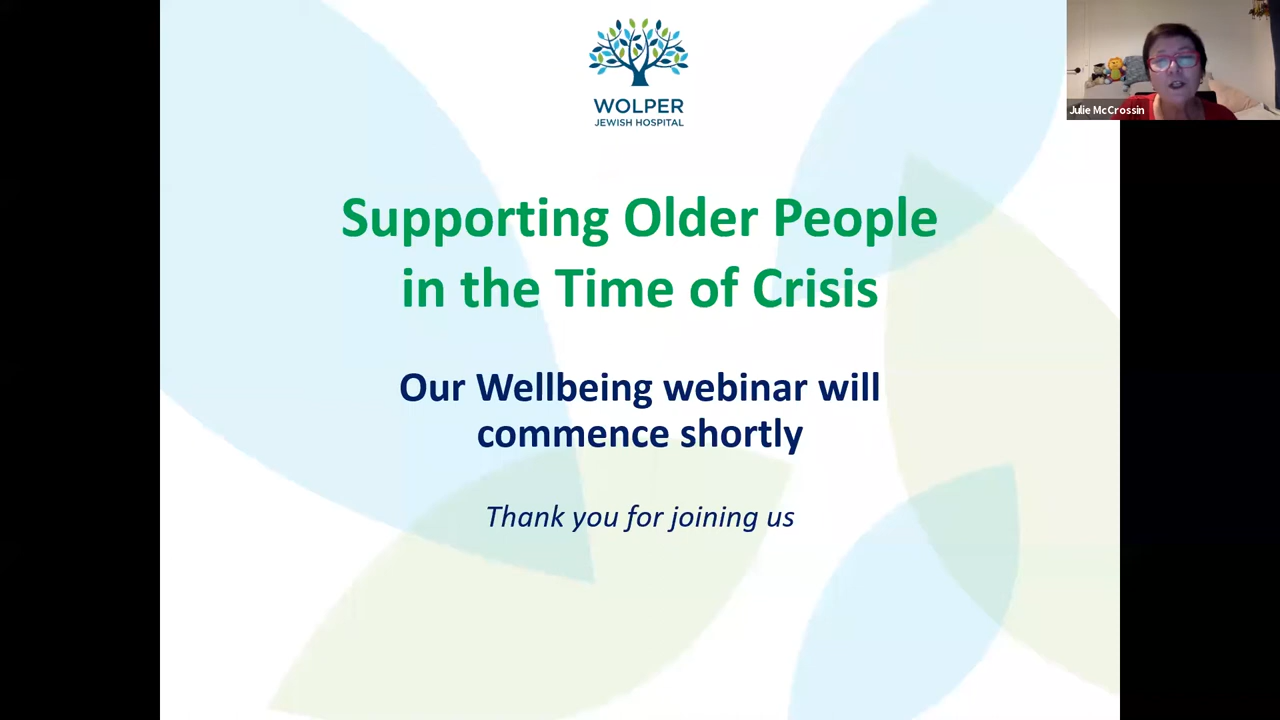 WOLPER
JEWISH HOSPITAL
Julie McCrossin
Supporting Older People
in the Time of Crisis
Our Wellbeing webinar will
commence shortly
Thank you for joining us